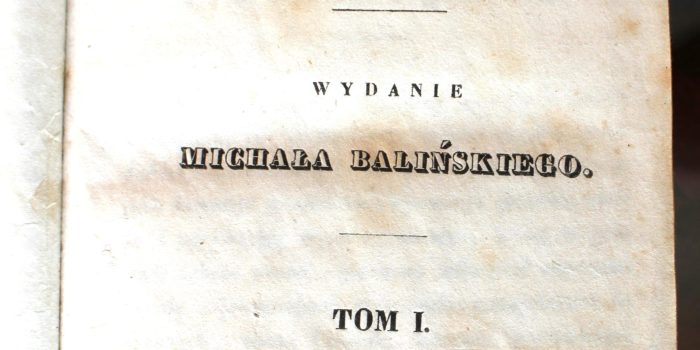 WYDANIE
MICHAŁA BALIŃSKIEGO.
TOM I.